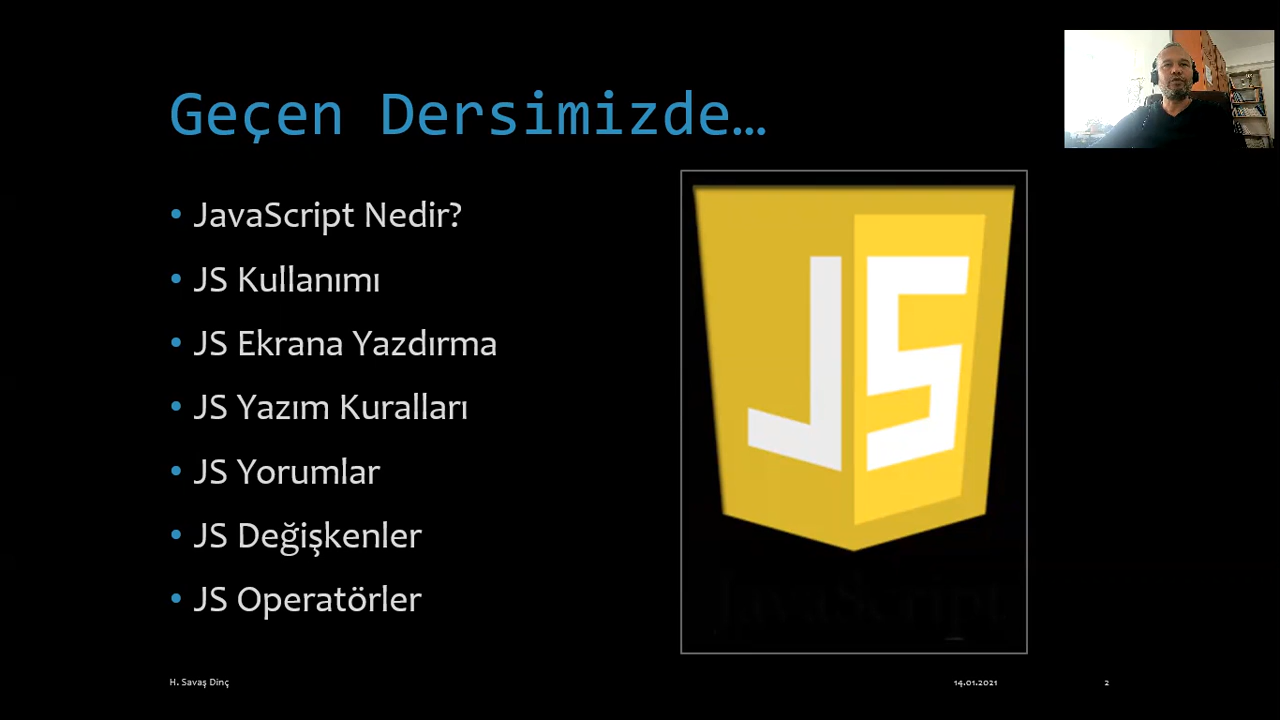 Geçen Dersimizde…
• JavaScript Nedir?
• JS Kullanımı
• JS Ekrana Yazdırma
• JS Yazım Kuralları
• JS Yorumlar
• JS Değişkenler
• JS Operatörler
JS
JavaScript
H. Savaş Dinç
14.01.2021
2